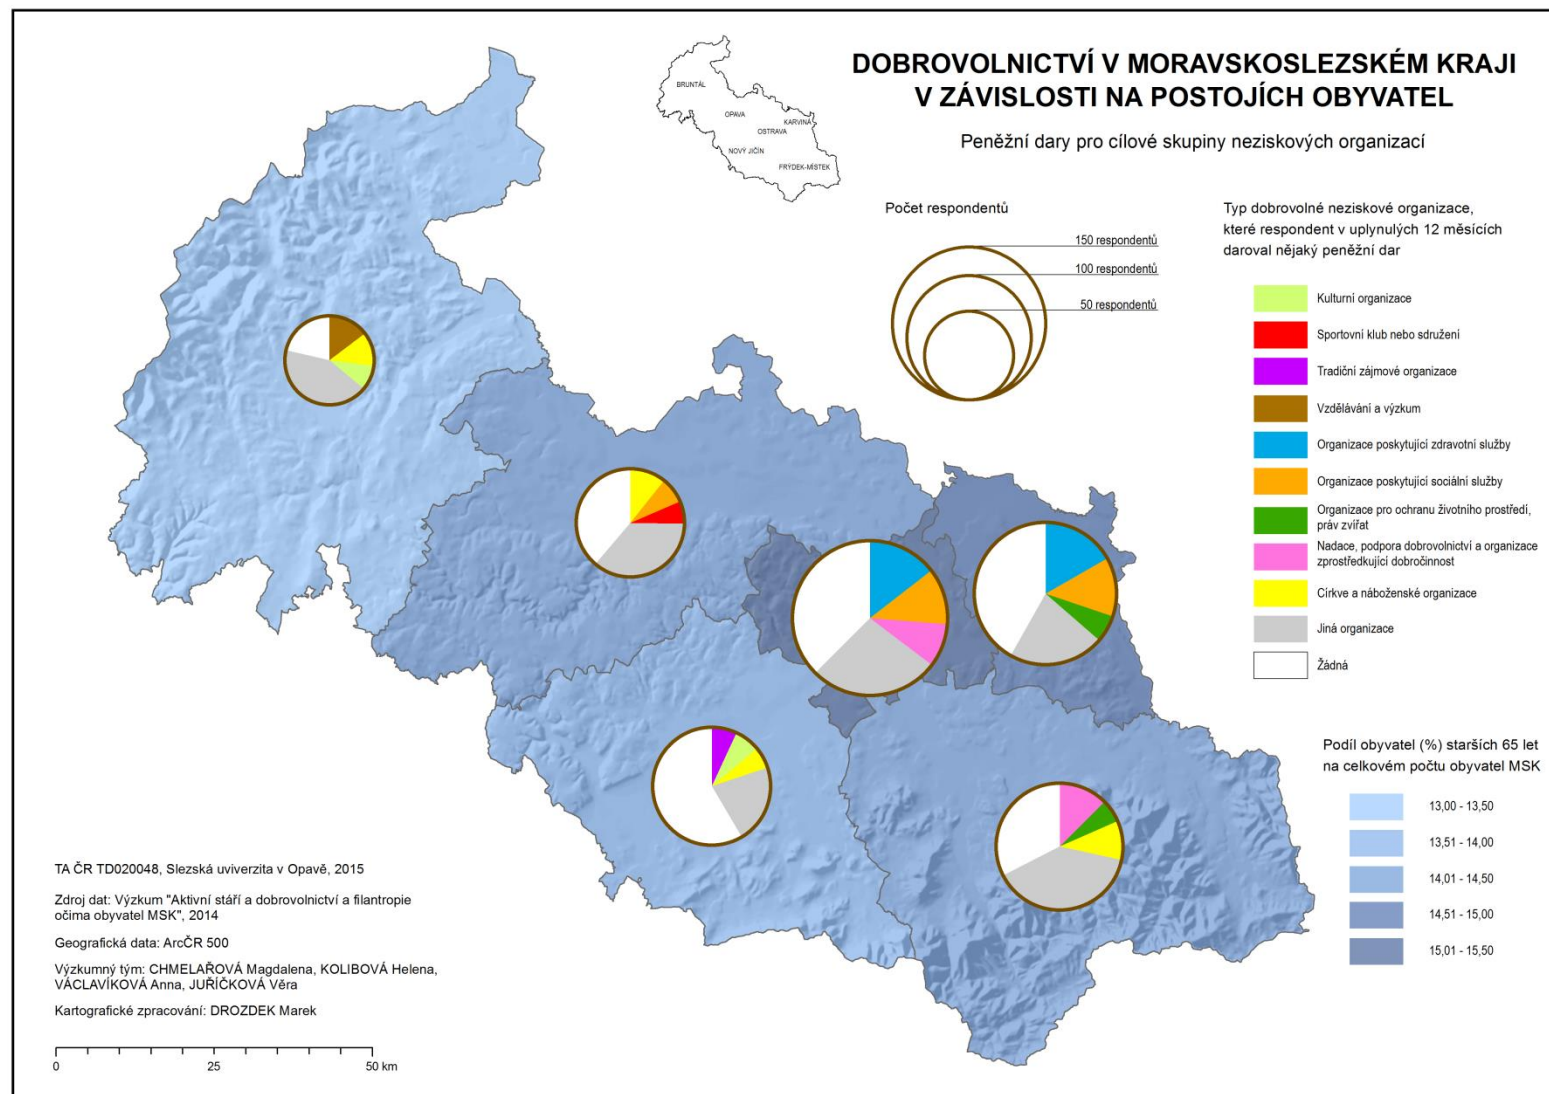 DOBROVOLNICTVÍ V MORAVSKOSLEZSKÉM KRAJI
V ZÁVISLOSTI NA POSTOJÍCH OBYVATEL
Peněžní dary pro cílové skupiny neziskových organizací
BRUNTÁL
OPAVA
KARVINÁ
OSTRAVA
NOVÝ JIČÍN
FRÝDEK-MÍSTEK
Počet respondentů
150 respondentů
100 respondentů
50 respondentů
Typ dobrovolné neziskové organizace,
které respondent v uplynulých 12 měsících
daroval nějaký peněžní dar
Kulturní organizace
Sportovní klub nebo sdružení
Tradiční zájmové organizace
Vzdělávání a výzkum
Organizace poskytující zdravotní služby
Organizace poskytující sociální služby
Organizace pro ochranu životního prostředí,
práv zvířat
Nadace, podpora dobrovolnictví a organizace
zprostředkující dobročinnost
Církve a náboženské organizace
Jiná organizace
Žádná
Podíl obyvatel (%) starších 65 let
na celkovém počtu obyvatel MSK
13,00 - 13,50
13,51 - 14,00
14,01 - 14,50
14,51 - 15,00
15,01 - 15,50
TA ČR TD020048, Slezská uviverzita v Opavě, 2015
Zdroj dat: Výzkum "Aktivní stáří a dobrovolnictví a filantropie
očima obyvatel MSK", 2014
Geografická data: ArcČR 500
Výzkumný tým: CHMELAŘOVÁ Magdalena, KOLIBOVÁ Helena,
VÁCLAVÍKOVÁ Anna, JUŘÍČKOVÁ Věra
Kartografické zpracování: DROZDEK Marek
0 25 50 km